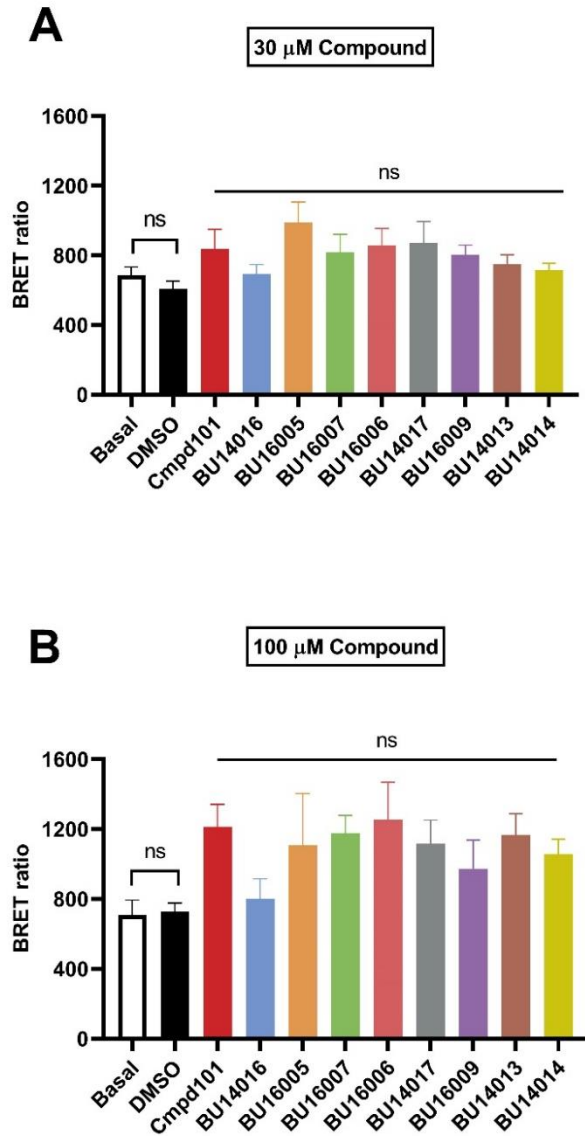 A
30 μM Compound
1600
1200
800
400
0
BRET ratio
ns
ns
Basal
DMSO
Cmpd101
BU14016
BU16005
BU16007
BU16006
BU14017
BU16009
BU14013
BU14014
B
100 μM Compound
1600
1200
800
400
0
BRET ratio
ns
ns
Basal
DMSO
Cmpd101
BU14016
BU16005
BU16007
BU16006
BU14017
BU16009
BU14013
BU14014